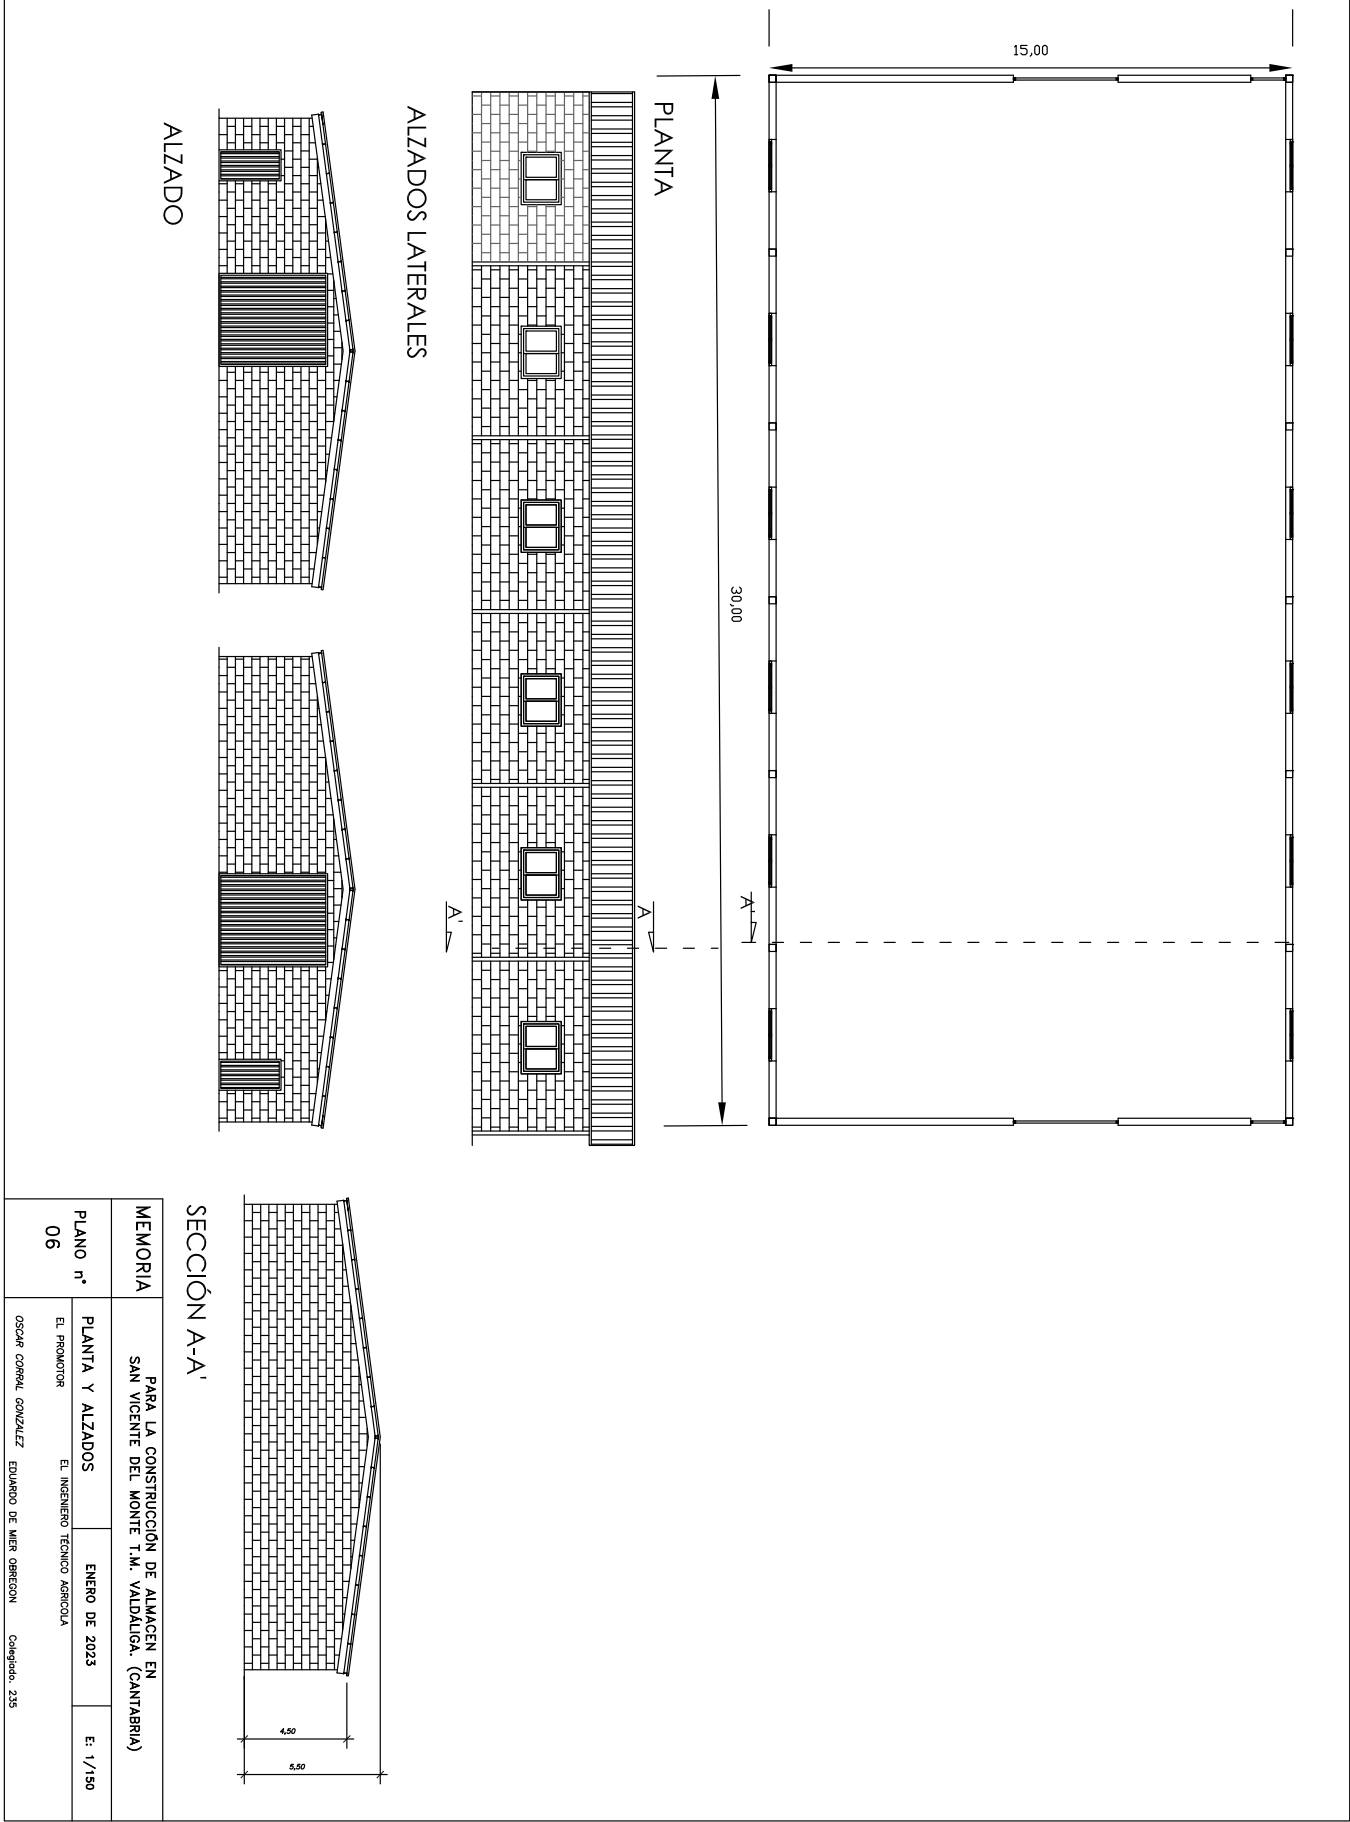 15,00
30,00
PLANTA
A'
A
A'
ALZADOS LATERALES
ALZADO
SECCIÓN A-A'
4,50
5,50
MEMORIA
PARA LA CONSTRUCCIÓN DE ALMACEN EN
SAN VICENTE DEL MONTE T.M. VALDÁLIGA. (CANTABRIA)
PLANO nº
06
PLANTA Y ALZADOS
ENERO DE 2023
E: 1/150
EL PROMOTOR
EL INGENIERO TÉCNICO AGRICOLA
OSCAR CORRAL GONZALEZ
EDUARDO DE MIER OBREGON
Colegiado. 235